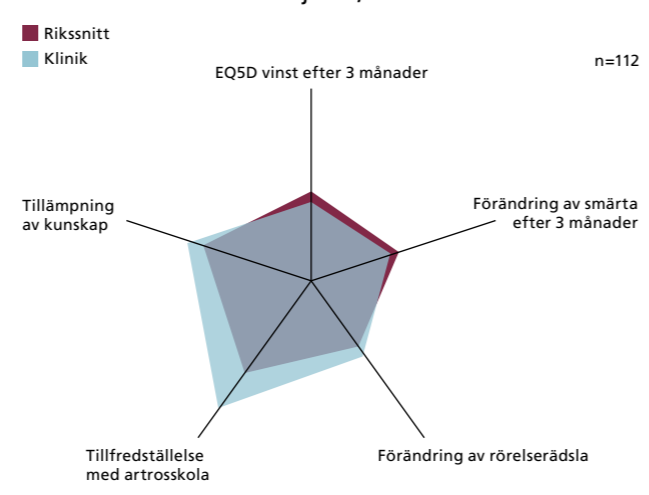 Rikssnitt
Klinik
n=112
EQ5D vinst efter 3 månader
Tillämpning
av kunskap
Förändring av smärta
efter 3 månader
Tillfredställelse
med artrosskola
Förändring av rörelserädsla